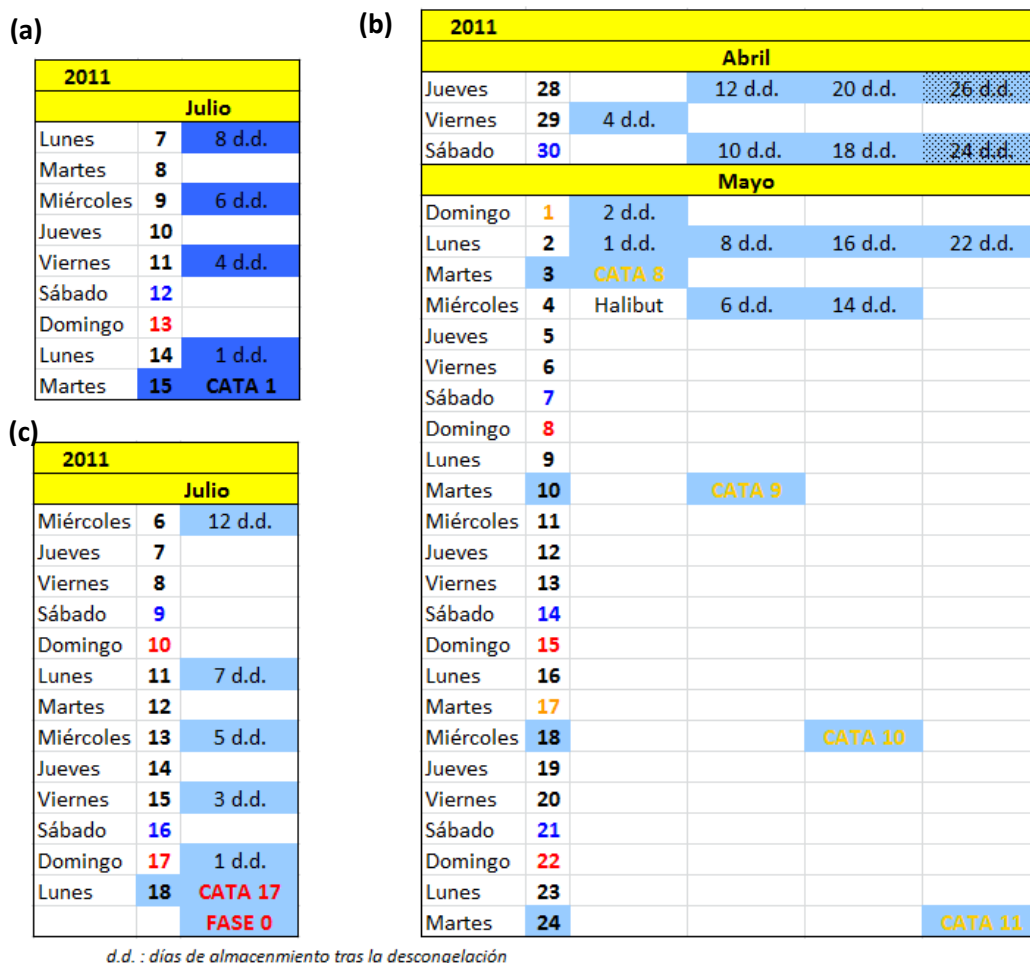 (a)
2011
Julio
Lunes 7 8 d.d.
Martes 8
Miércoles 9 6 d.d.
Jueves 10
Viernes 11 4 d.d.
Sábado 12
Domingo 13
Lunes 14 1 d.d.
Martes 15 CATA 1
(b)
2011
Abril
Jueves 28 12 d.d. 20 d.d. 26 d.d.
Viernes 29 4 d.d.
Sábado 30 10 d.d. 18 d.d. 24 d.d.
Mayo
Domingo 1 2 d.d.
Lunes 2 1 d.d. 8 d.d. 16 d.d. 22 d.d.
Martes 3 CATA 8
Miércoles 4 Halibut 6 d.d. 14 d.d.
Jueves 5
Viernes 6
Sábado 7
Domingo 8
Lunes 9
Martes 10 CATA 9
Miércoles 11
Jueves 12
Viernes 13
Sábado 14
Domingo 15
Lunes 16
Martes 17
Miércoles 18 CATA 10
Jueves 19
Viernes 20
Sábado 21
Domingo 22
Lunes 23
Martes 24 CATA 11
(c)
2011
Julio
Miércoles 6 12 d.d.
Jueves 7
Viernes 8
Sábado 9
Domingo 10
Lunes 11 7 d.d.
Martes 12
Miércoles 13 5 d.d.
Jueves 14
Viernes 15 3 d.d.
Sábado 16
Domingo 17 1 d.d.
Lunes 18 CATA 17
FASE 0
d.d. : días de almacenmiento tras la descongelación